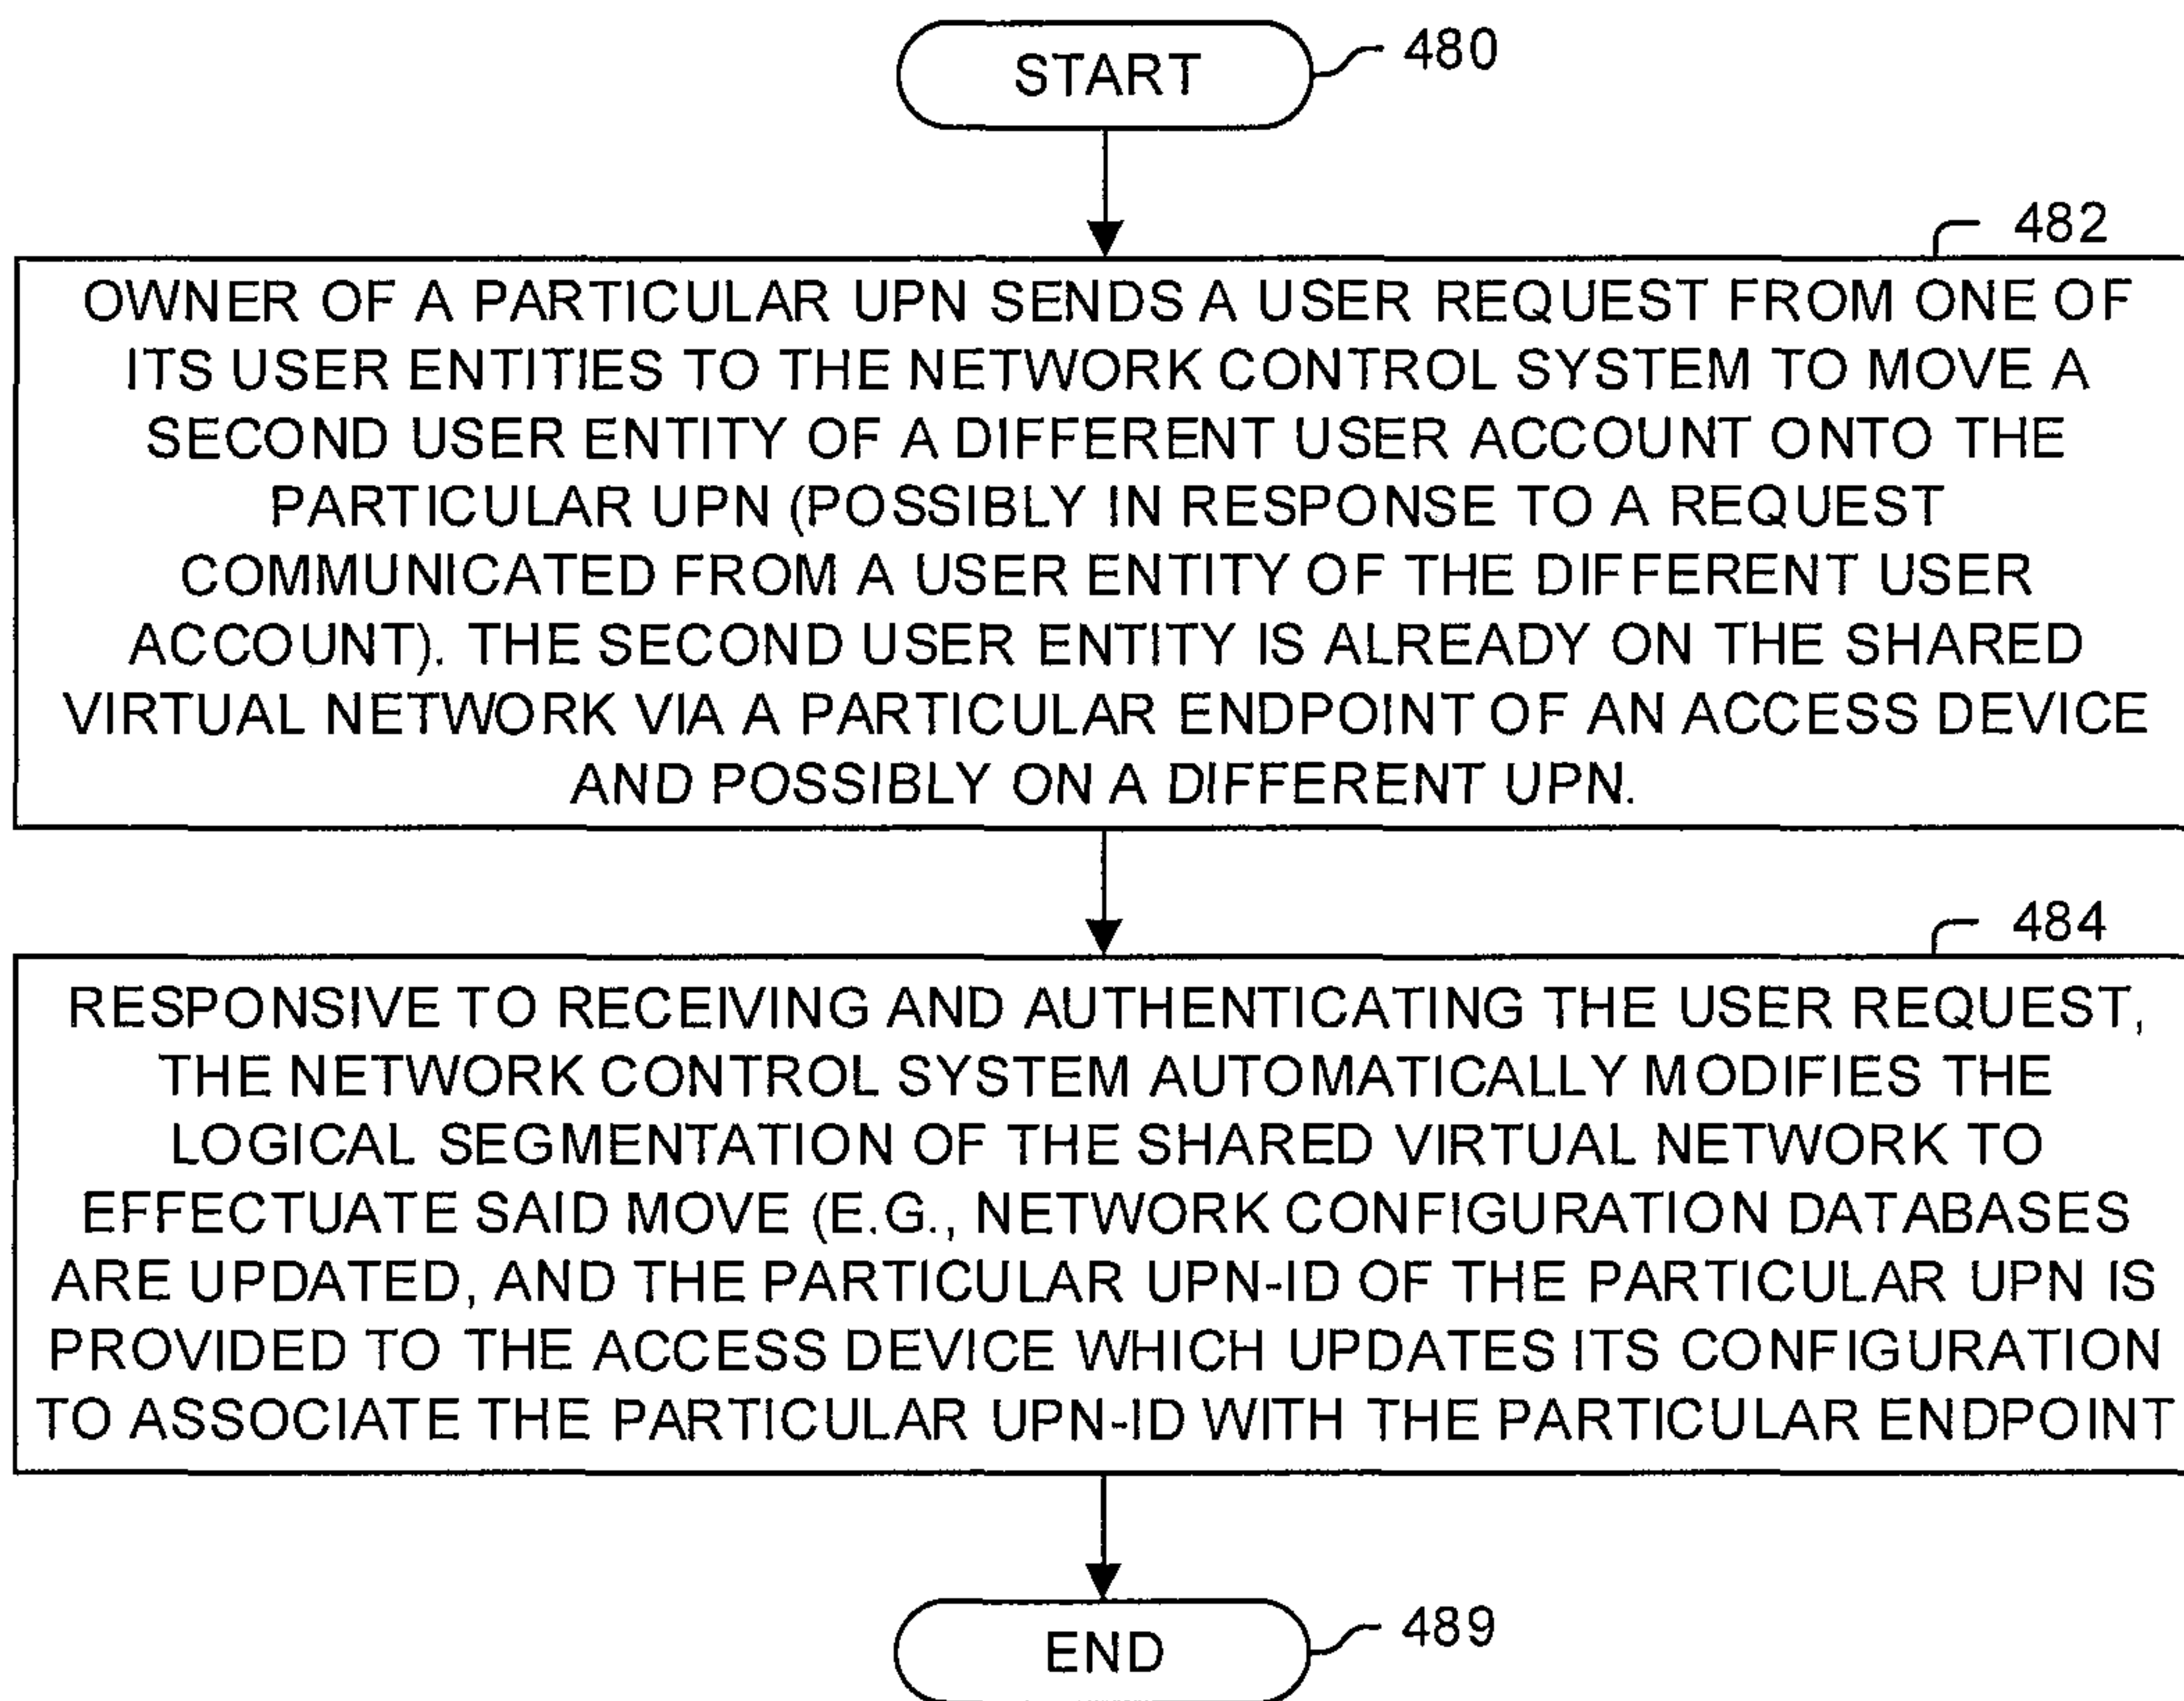 START
480
482
OWNER OF A PARTICULAR UPN SENDS A USER REQUEST FROM ONE OF
ITS USER ENTITIES TO THE NETWORK CONTROL SYSTEM TO MOVE A
SECOND USER ENTITY OF A DIFFERENT USER ACCOUNT ONTO THE
PARTICULAR UPN (POSSIBLY IN RESPONSE TO A REQUEST
COMMUNICATED FROM A USER ENTITY OF THE DIFFERENT USER
ACCOUNT). THE SECOND USER ENTITY IS ALREADY ON THE SHARED
VIRTUAL NETWORK VIA A PARTICULAR ENDPOINT OF AN ACCESS DEVICE
AND POSSIBLY ON A DIFFERENT UPN.
484
RESPONSIVE TO RECEIVING AND AUTHENTICATING THE USER REQUEST,
THE NETWORK CONTROL SYSTEM AUTOMATICALLY MODIFIES THE
LOGICAL SEGMENTATION OF THE SHARED VIRTUAL NETWORK TO
EFFECTUATE SAID MOVE (E.G., NETWORK CONFIGURATION DATABASES
ARE UPDATED, AND THE PARTICULAR UPN-ID OF THE PARTICULAR UPN IS
PROVIDED TO THE ACCESS DEVICE WHICH UPDATES ITS CONFIGURATION
TO ASSOCIATE THE PARTICULAR UPN-ID WITH THE PARTICULAR ENDPOINT
END
489